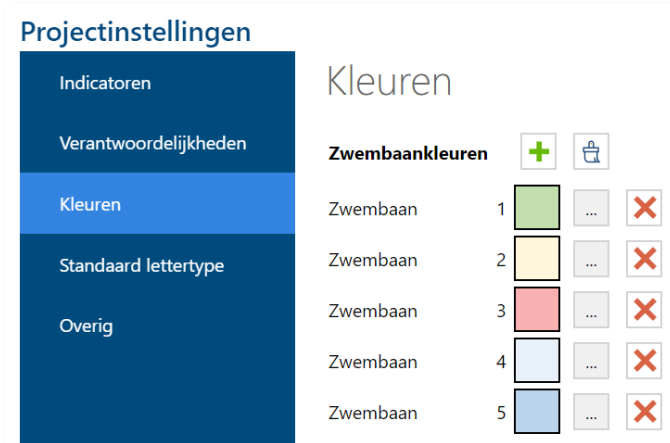 Projectinstellingen
Indicatoren
Verantwoordelijkheden
Kleuren
Standaard lettertype
Overig
Kleuren
Zwembaankleuren
Zwembaan 1 ...
Zwembaan 2 ...
Zwembaan 3 ...
Zwembaan 4 ...
Zwembaan 5 ...